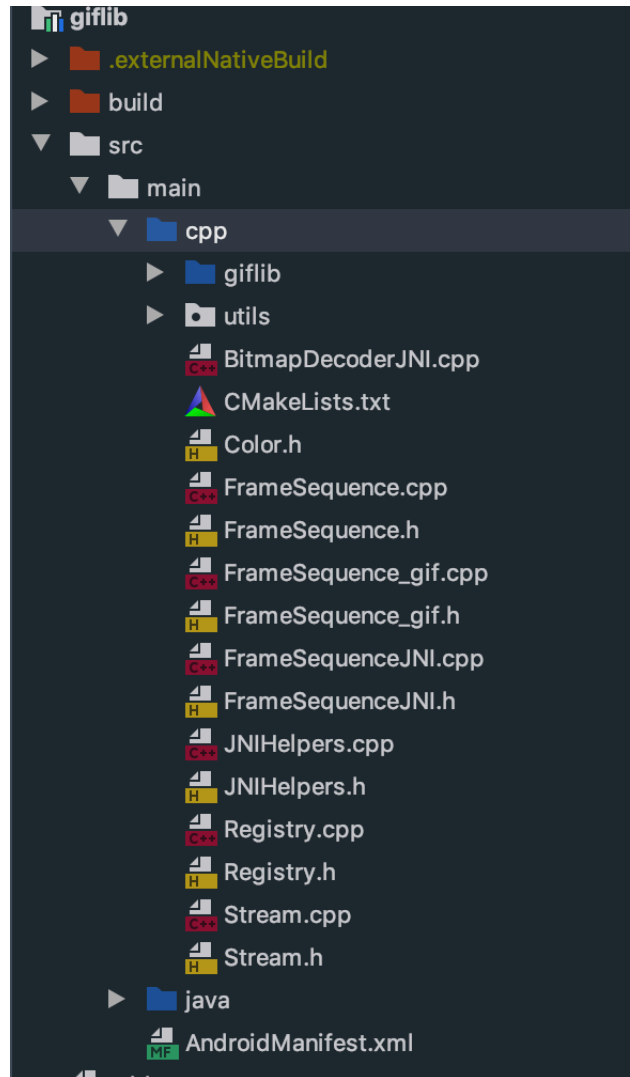 giflib
.externalNativeBuild
build
src
main
cpp
giflib
utils
C++ BitmapDecoderJNI.cpp
CMakeLists.txt
H Color.h
C++ FrameSequence.cpp
H FrameSequence.h
C++ FrameSequence_gif.cpp
H FrameSequence_gif.h
C++ FrameSequenceJNI.cpp
H FrameSequenceJNI.h
C++ JNIHelpers.cpp
H JNIHelpers.h
C++ Registry.cpp
H Registry.h
C++ Stream.cpp
H Stream.h
java
MF AndroidManifest.xml